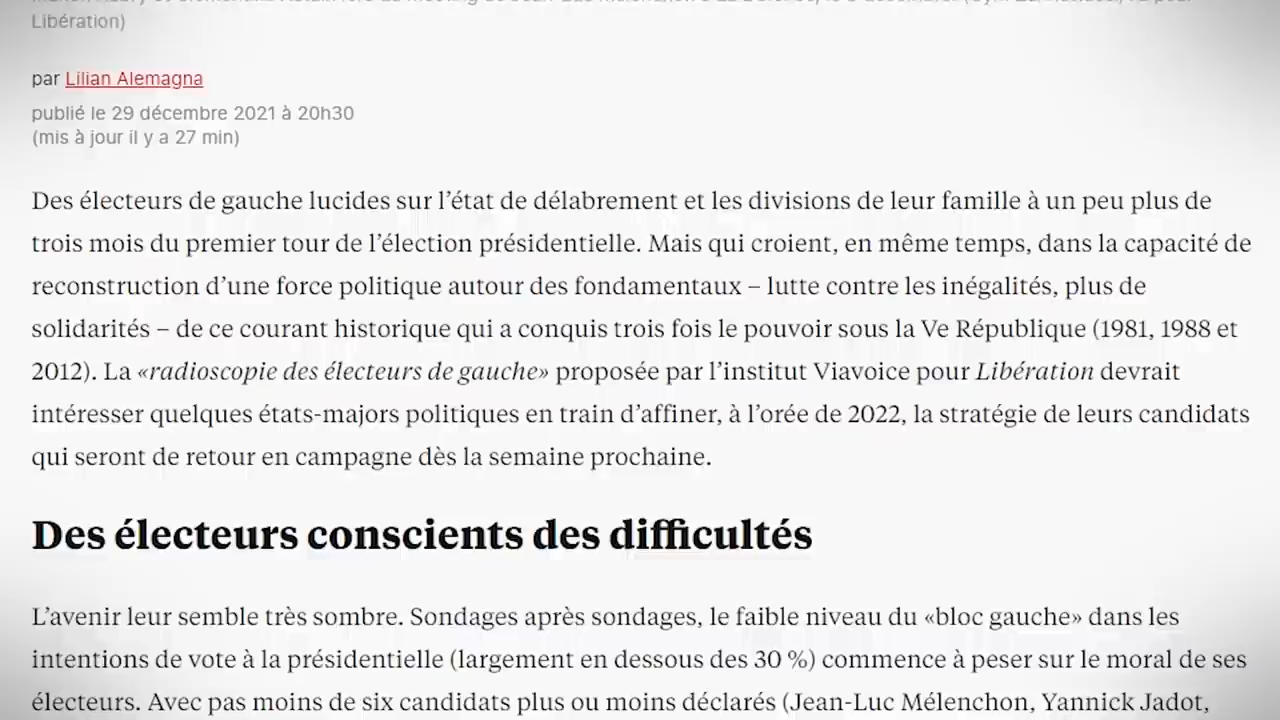 Libération)
par Lilian Alemagna
publié le 29 décembre 2021 à 20h30
(mis à jour il y a 27 min)
Des électeurs de gauche lucides sur l’état de délabrement et les divisions de leur famille à un peu plus de
trois mois du premier tour de l’élection présidentielle. Mais qui croient, en même temps, dans la capacité de
reconstruction d’une force politique autour des fondamentaux – lutte contre les inégalités, plus de
solidarités – de ce courant historique qui a conquis trois fois le pouvoir sous la Ve République (1981, 1988 et
2012). La «radioscopie des électeurs de gauche» proposée par l’institut Viavoice pour Libération devrait
intéresser quelques états-majors politiques en train d’affiner, à l’orée de 2022, la stratégie de leurs candidats
qui seront de retour en campagne dès la semaine prochaine.
Des électeurs conscients des difficultés
L’avenir leur semble très sombre. Sondages après sondages, le faible niveau du «bloc gauche» dans les
intentions de vote à la présidentielle (largement en dessous des 30 %) commence à peser sur le moral de ses
électeurs. Avec pas moins de six candidats plus ou moins déclarés (Jean-Luc Mélenchon, Yannick Jadot,